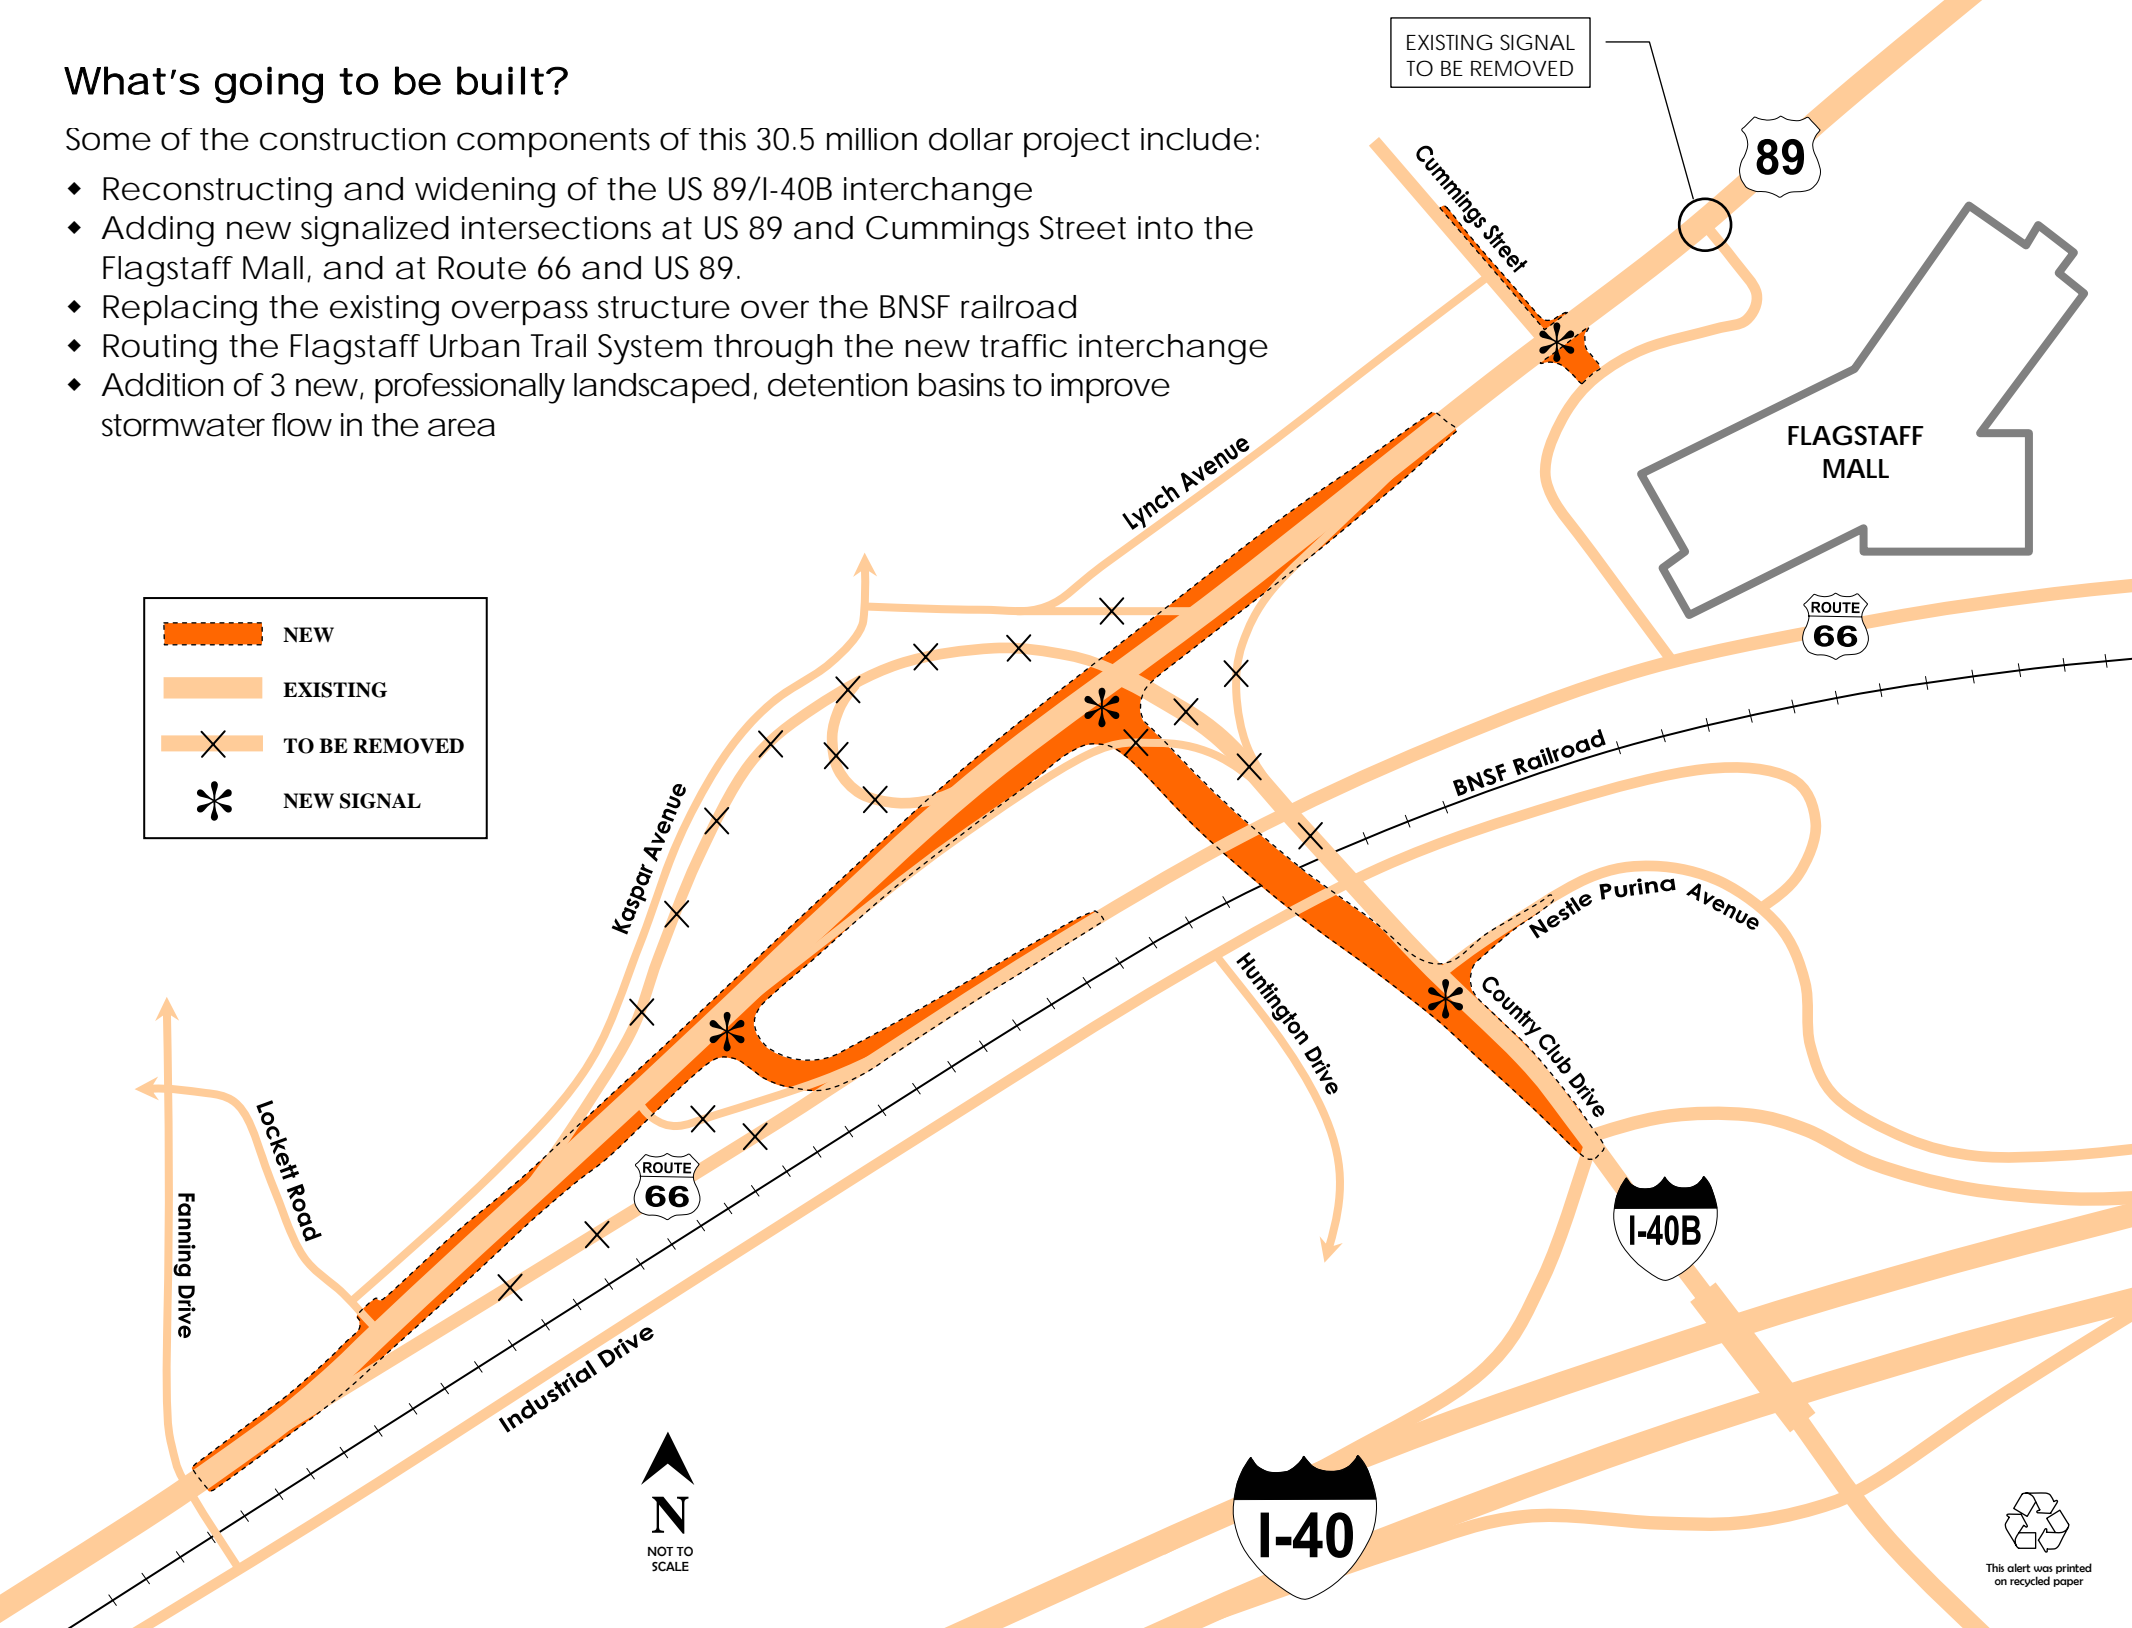 What's going to be built?
Some of the construction components of this 30.5 million dollar project include:
◆ Reconstructing and widening of the US 89/I-40B interchange
◆ Adding new signalized intersections at US 89 and Cummings Street into the
Flagstaff Mall, and at Route 66 and US 89.
◆ Replacing the existing overpass structure over the BNSF railroad
◆ Routing the Flagstaff Urban Trail System through the new traffic interchange
◆ Addition of 3 new, professionally landscaped, detention basins to improve
stormwater flow in the area
EXISTING SIGNAL
TO BE REMOVED
89
Cummings Street
FLAGSTAFF
MALL
Lynch Avenue
NEW
EXISTING
TO BE REMOVED
NEW SIGNAL
ROUTE
66
BNSF Railroad
Kaspar Avenue
Nestle Purina Avenue
Huntington Drive
Country Club Drive
Lockett Road
Fanning Drive
ROUTE
66
I-40B
Industrial Drive
N
NOT TO
SCALE
I-40
This alert was printed
on recycled paper